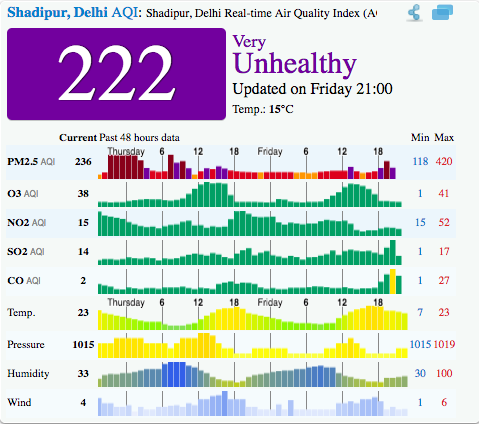 Shadipur, Delhi AQI: Shadipur, Delhi Real-time Air Quality Index (A
222
Very
Unhealthy
Updated on Friday 21:00
Temp.: 15°C
Current Past 48 hours data Min Max
Thursday 6 12 18 Friday 6 12 18
PM2.5 AQI 236 118 420
O3 AQI 38 1 41
NO2 AQI 15 15 52
SO2 AQI 14 1 17
CO AQI 2 1 27
Thursday 6 12 18 Friday 6 12 18
Temp. 23 7 23
Pressure 1015 1015 1019
Humidity 33 30 100
Wind 4 1 6